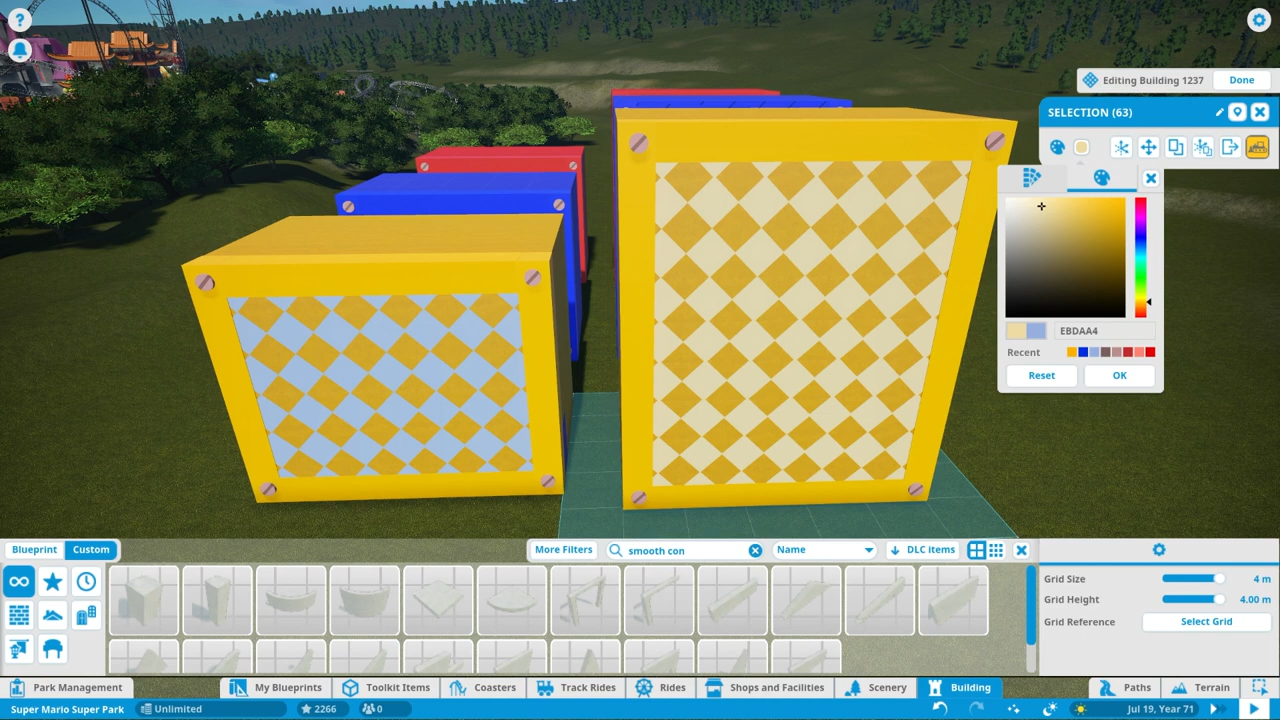 ?
Editing Building 1237 Done
SELECTION (63)
EBDAA4
Recent
Reset OK
Blueprint Custom More Filters smooth con Name DLC items
Grid Size 4 m
Grid Height 4.00 m
Grid Reference Select Grid
Park Management My Blueprints Toolkit Items Coasters Track Rides Rides Shops and Facilities Scenery Building Paths Terrain
Super Mario Super Park Unlimited 2266 0 Jul 19, Year 71